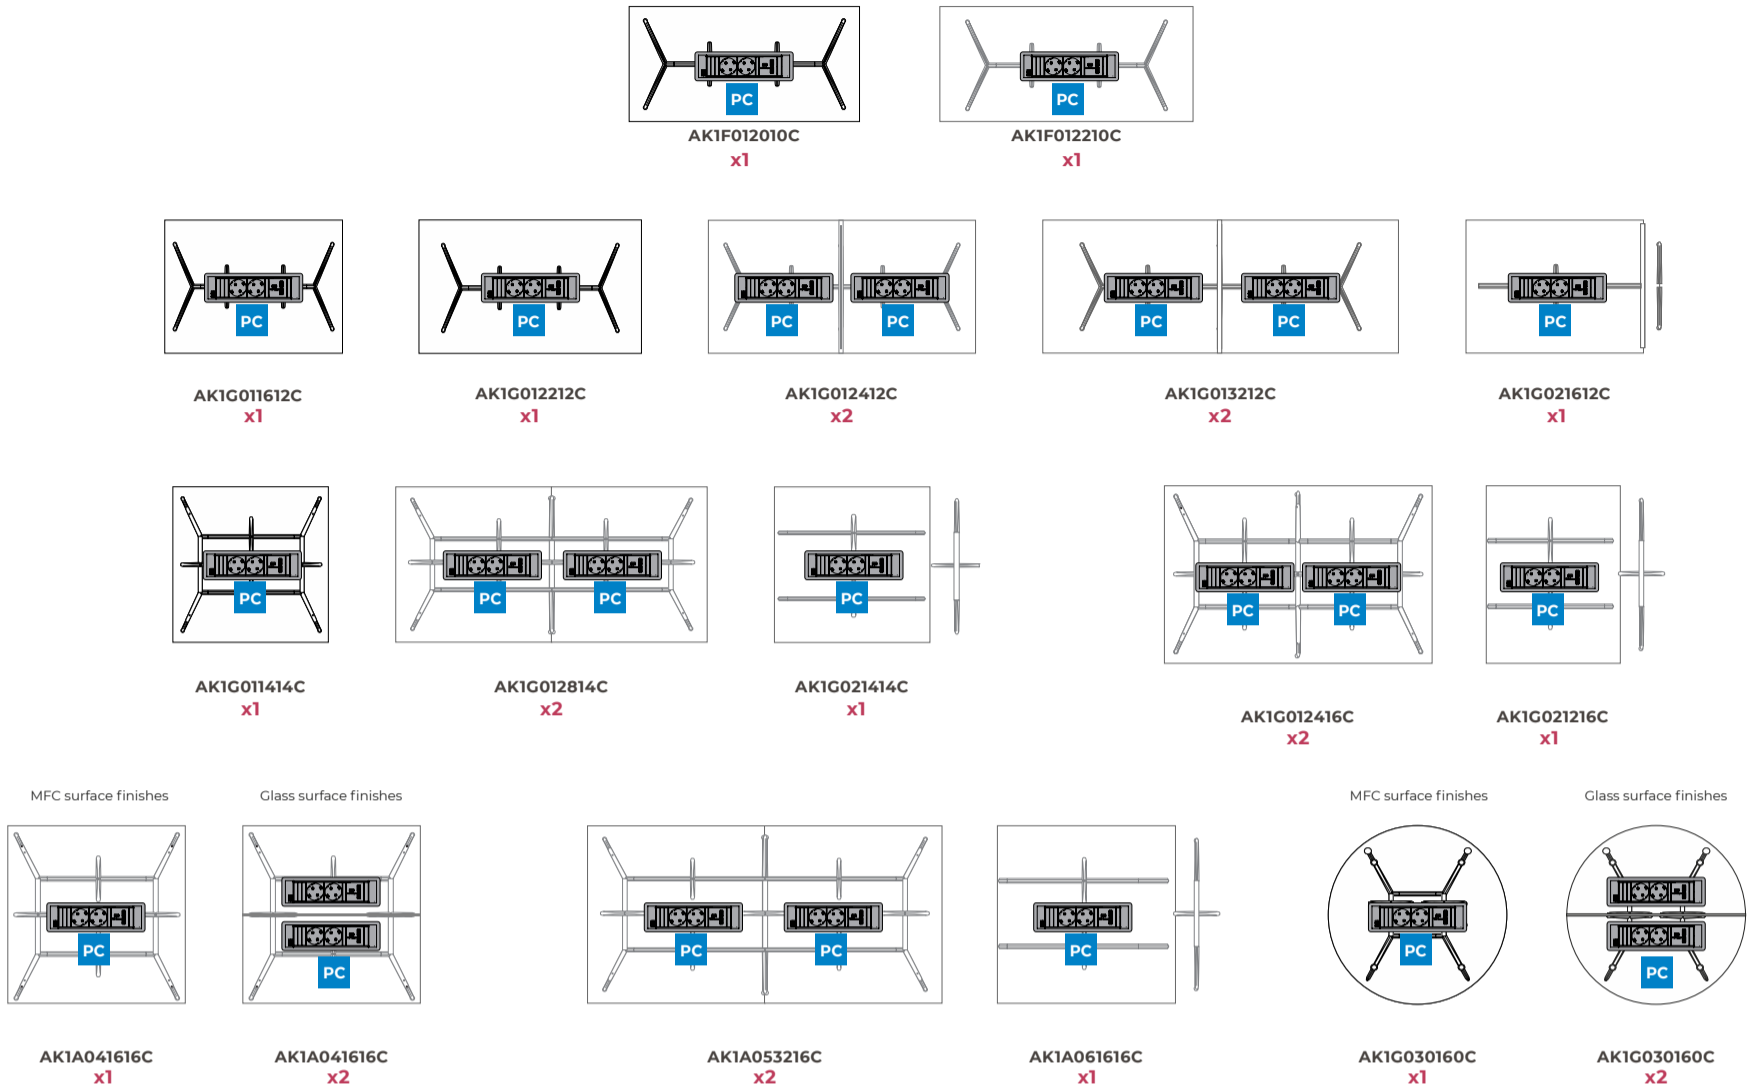 PC
PC
AK1F012010C
AK1F012210C
x1
x1
PC
PC
PC
PC
PC
PC
PC
AK1G011612C
AK1G012212C
AK1G012412C
AK1G013212C
AK1G021612C
x1
x1
x2
x2
x1
PC
PC
PC
PC
PC
PC
PC
AK1G011414C
AK1G012814C
AK1G021414C
x1
x2
x1
AK1G012416C
AK1G021216C
x2
x1
MFC surface finishes
Glass surface finishes
MFC surface finishes
Glass surface finishes
PC
PC
PC
PC
PC
PC
PC
AK1A041616C
AK1A041616C
AK1A053216C
AK1A061616C
AK1G030160C
AK1G030160C
x1
x2
x2
x1
x1
x2